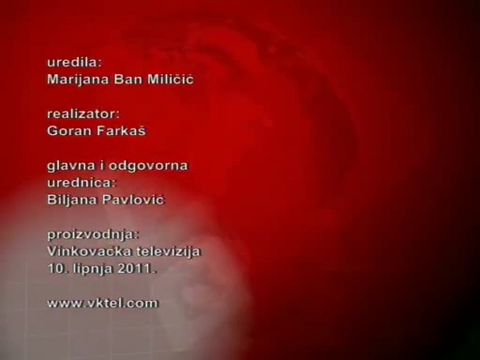 uredila:
Marijana Ban Miličić
realizator:
Goran Farkaš
glavna i odgovorna
urednica:
Biljana Pavlović
proizvodnja:
Vinkovačka televizija
10. lipnja 2011.
www.vktel.com